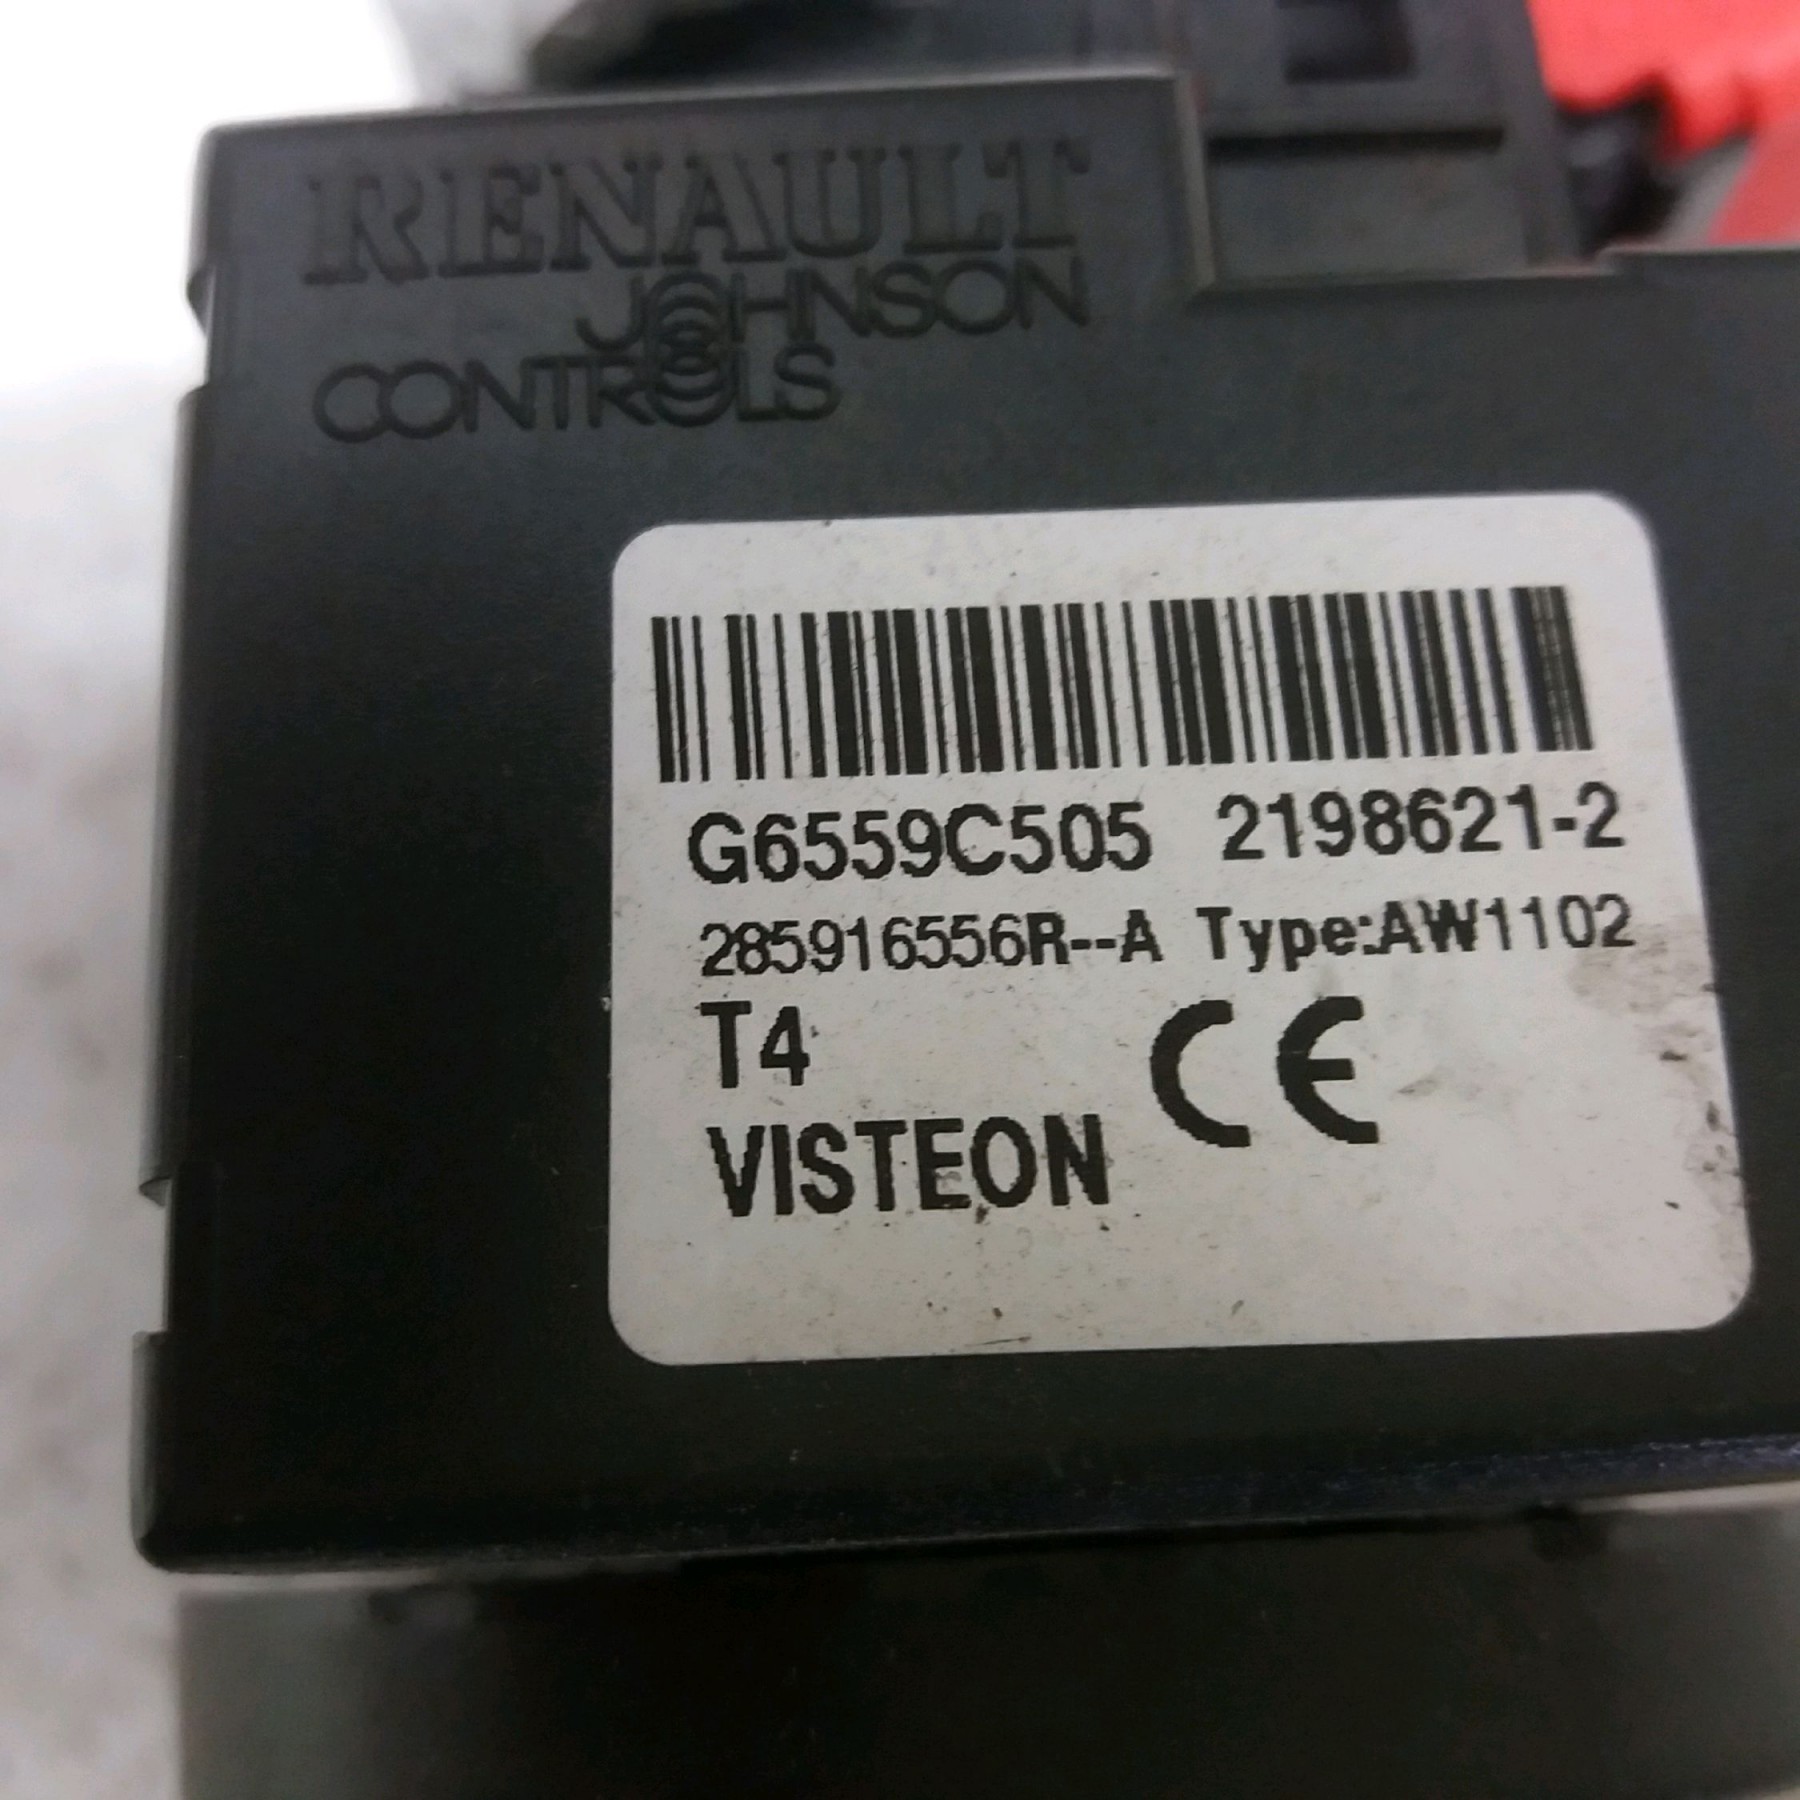 RENAULT
JOHNSON
CONTROLS
G6559C505 2198621-2
285916556R--A Type:AW1102
T4
CE
VISTEON